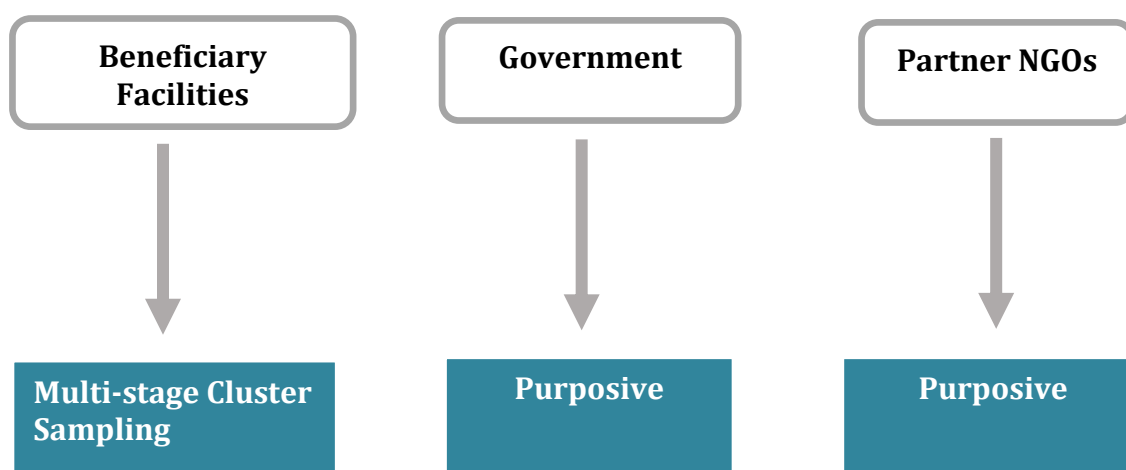 Beneficiary
Facilities
Government
Partner NGOs
Multi-stage Cluster
Sampling
Purposive
Purposive